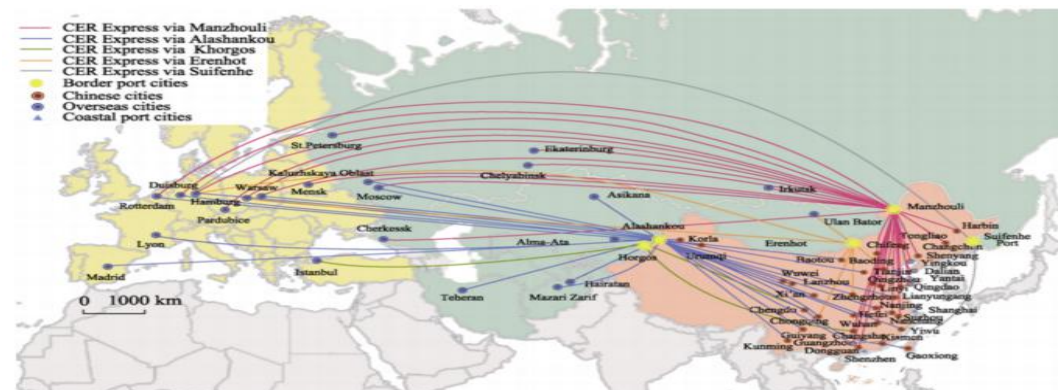 CER Express via Manzhouli
CER Express via Alashankou
CER Express via Khorgos
CER Express via Erenhot
CER Express via Suifenhe
Border port cities
Chinese cities
Overseas cities
Coastal port cities
St.Petersburg
Ekaterinburg
Kaluzhskaya Oblast
Chelyabinsk
Duisburg
Warsaw
Mensk
Moscow
Asikana
Irkutsk
Rotterdam
Hamburg
Manzhouli
Pardubice
Ulan Bator
Harbin
Cherkessk
Alashankou
Tongliao
Suifenhe
Port
Lyon
Alma-Ata
Korla
Erenhot
Chifeng
Changchun
Horgos
Urumqi
Baotou
Baoding
Shenyang
Yingkou
Madrid
Istanbul
Wuwei
Tianjin
Dalian
Hairatan
Lanzhou
Yantai
0 1000 km
Teheran
Mazari Zarif
Xi'an
Zhengzhou
Qingdao
Lianyungang
Chengdu
Nanjing
Shanghai
Chongqing
Hefei
Suzhou
Wuhan
Yiwu
Guiyang
Changsha
Xiamen
Kunming
Guangzhou
Dongguan
Gaoxiong
Shenzhen